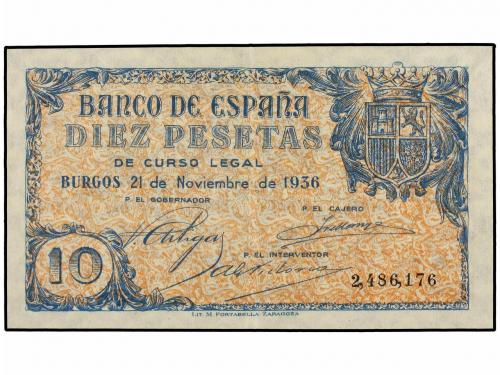 BANCO DE ESPAÑA
DIEZ PESETAS
DE CURSO LEGAL
BURGOS 21 de Noviembre de 1936
P. EL GOBERNADOR
P. EL CAJERO
P. EL INTERVENTOR
10
2,486,176
LIT. M. PORTABELLA ZARAGOZA